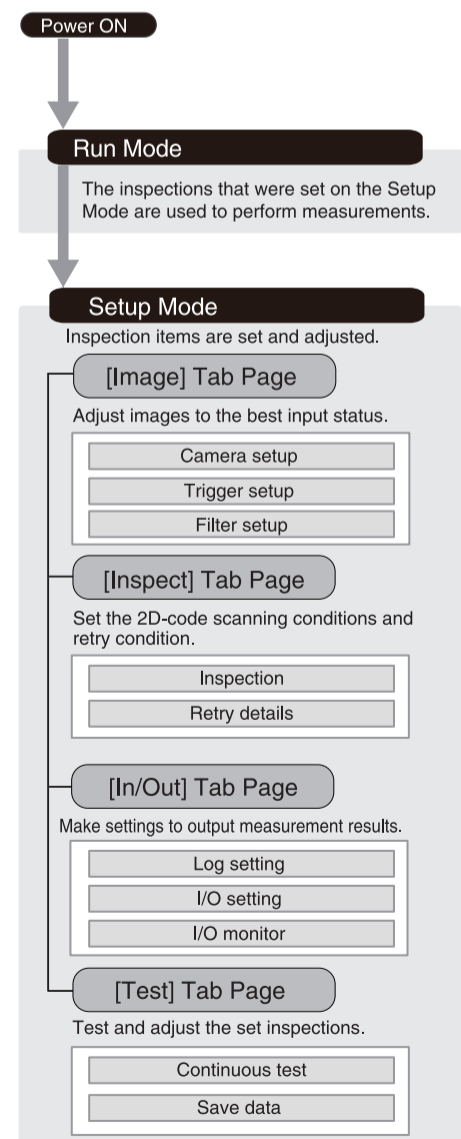 Power ON
Run Mode
The inspections that were set on the Setup
Mode are used to perform measurements.
Setup Mode
Inspection items are set and adjusted.
[Image] Tab Page
Adjust images to the best input status.
Camera setup
Trigger setup
Filter setup
[Inspect] Tab Page
Set the 2D-code scanning conditions and
retry condition.
Inspection
Retry details
[In/Out] Tab Page
Make settings to output measurement results.
Log setting
I/O setting
I/O monitor
[Test] Tab Page
Test and adjust the set inspections.
Continuous test
Save data